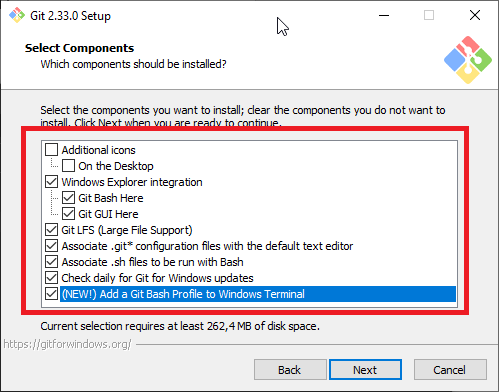 Git 2.33.0 Setup
Select Components
Which components should be installed?
Select the components you want to install; clear the components you do not want to
install. Click Next when you are ready to continue.
Additional icons
On the Desktop
Windows Explorer integration
Git Bash Here
Git GUI Here
Git LFS (Large File Support)
Associate .git* configuration files with the default text editor
Associate .sh files to be run with Bash
Check daily for Git for Windows updates
(NEW!) Add a Git Bash Profile to Windows Terminal
Current selection requires at least 262,4 MB of disk space.
https://gitforwindows.org/
Back Next Cancel